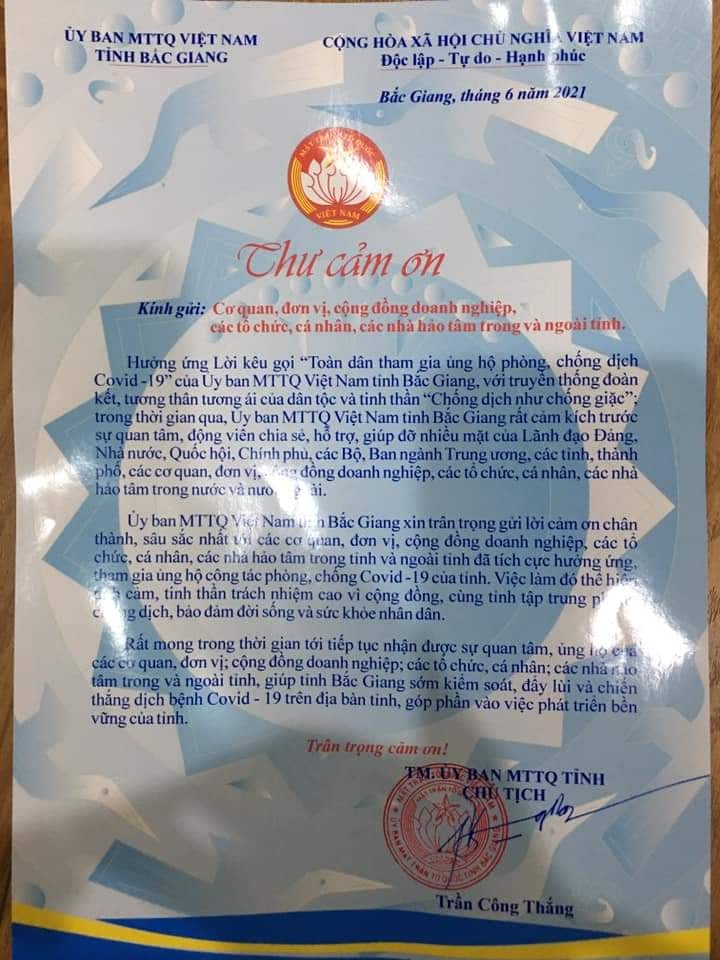 ỦY BAN MTTQ VIỆT NAM
TỈNH BẮC GIANG
CỘNG HÒA XÃ HỘI CHỦ NGHĨA VIỆT NAM
Độc lập - Tự do - Hạnh phúc
Bắc Giang, tháng 6 năm 2021
MẶT TRẬN TỔ QUỐC
VIỆT NAM
Thư cảm ơn
Kính gửi: Cơ quan, đơn vị, cộng đồng doanh nghiệp,
các tổ chức, cá nhân, các nhà hảo tâm trong và ngoài tỉnh.
Hưởng ứng Lời kêu gọi “Toàn dân tham gia ủng hộ phòng, chống dịch
Covid -19” của Ủy ban MTTQ Việt Nam tỉnh Bắc Giang, với truyền thống đoàn
kết, tương thân tương ái của dân tộc và tinh thần “Chống dịch như chống giặc”;
trong thời gian qua, Ủy ban MTTQ Việt Nam tỉnh Bắc Giang rất cảm kích trước
sự quan tâm, động viên chia sẻ, hỗ trợ, giúp đỡ nhiều mặt của Lãnh đạo Đảng,
Nhà nước, Quốc hội, Chính phủ, các Bộ, Ban ngành Trung ương, các tỉnh, thành
phố, các cơ quan, đơn vị, đồng doanh nghiệp, các tổ chức, cá nhân, các nhà
hảo tâm trong nước và
Ủy ban MTTQ Việt Nam tỉnh Bắc Giang xin trân trọng gửi lời cảm ơn chân
thành, sâu sắc nhất tới các cơ quan, đơn vị, cộng đồng doanh nghiệp, các tổ
chức, cá nhân, các nhà hảo tâm trong tỉnh và ngoài tỉnh đã tích cực hưởng ứng,
tham gia ủng hộ công tác phòng, chống Covid -19 của tỉnh. Việc làm đó thể hiện
cảm, tinh thần trách nhiệm cao vì cộng đồng, cùng tỉnh tập trung
dịch, bảo đảm đời sống và sức khỏe nhân dân.
Rất mong trong thời gian tới tiếp tục nhận được sự quan tâm, ủng hộ của
các cơ quan, đơn vị; cộng đồng doanh nghiệp; các tổ chức, cá nhân; các nhà hảo
tâm trong và ngoài tỉnh, giúp tỉnh Bắc Giang sớm kiểm soát, đẩy lùi và chiến
thắng dịch bệnh Covid - 19 trên địa bàn tỉnh, góp phần vào việc phát triển bền
vững của tỉnh.
Trân trọng cảm ơn!
TM. ỦY BAN MTTQ TỈNH
CHỦ TỊCH
Trần Công Thắng